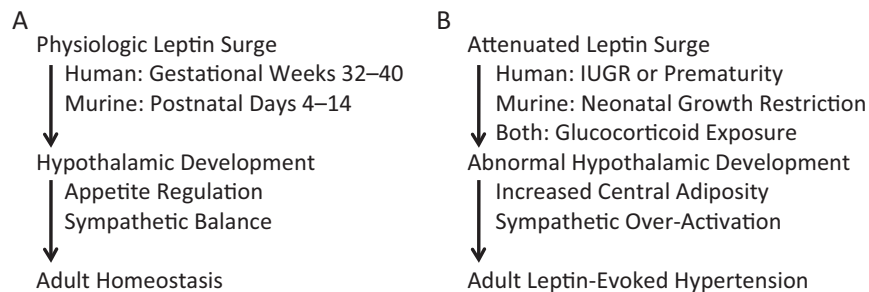 A
Physiologic Leptin Surge
Human: Gestational Weeks 32–40
Murine: Postnatal Days 4–14
Hypothalamic Development
Appetite Regulation
Sympathetic Balance
Adult Homeostasis
B
Attenuated Leptin Surge
Human: IUGR or Prematurity
Murine: Neonatal Growth Restriction
Both: Glucocorticoid Exposure
Abnormal Hypothalamic Development
Increased Central Adiposity
Sympathetic Over-Activation
Adult Leptin-Evoked Hypertension